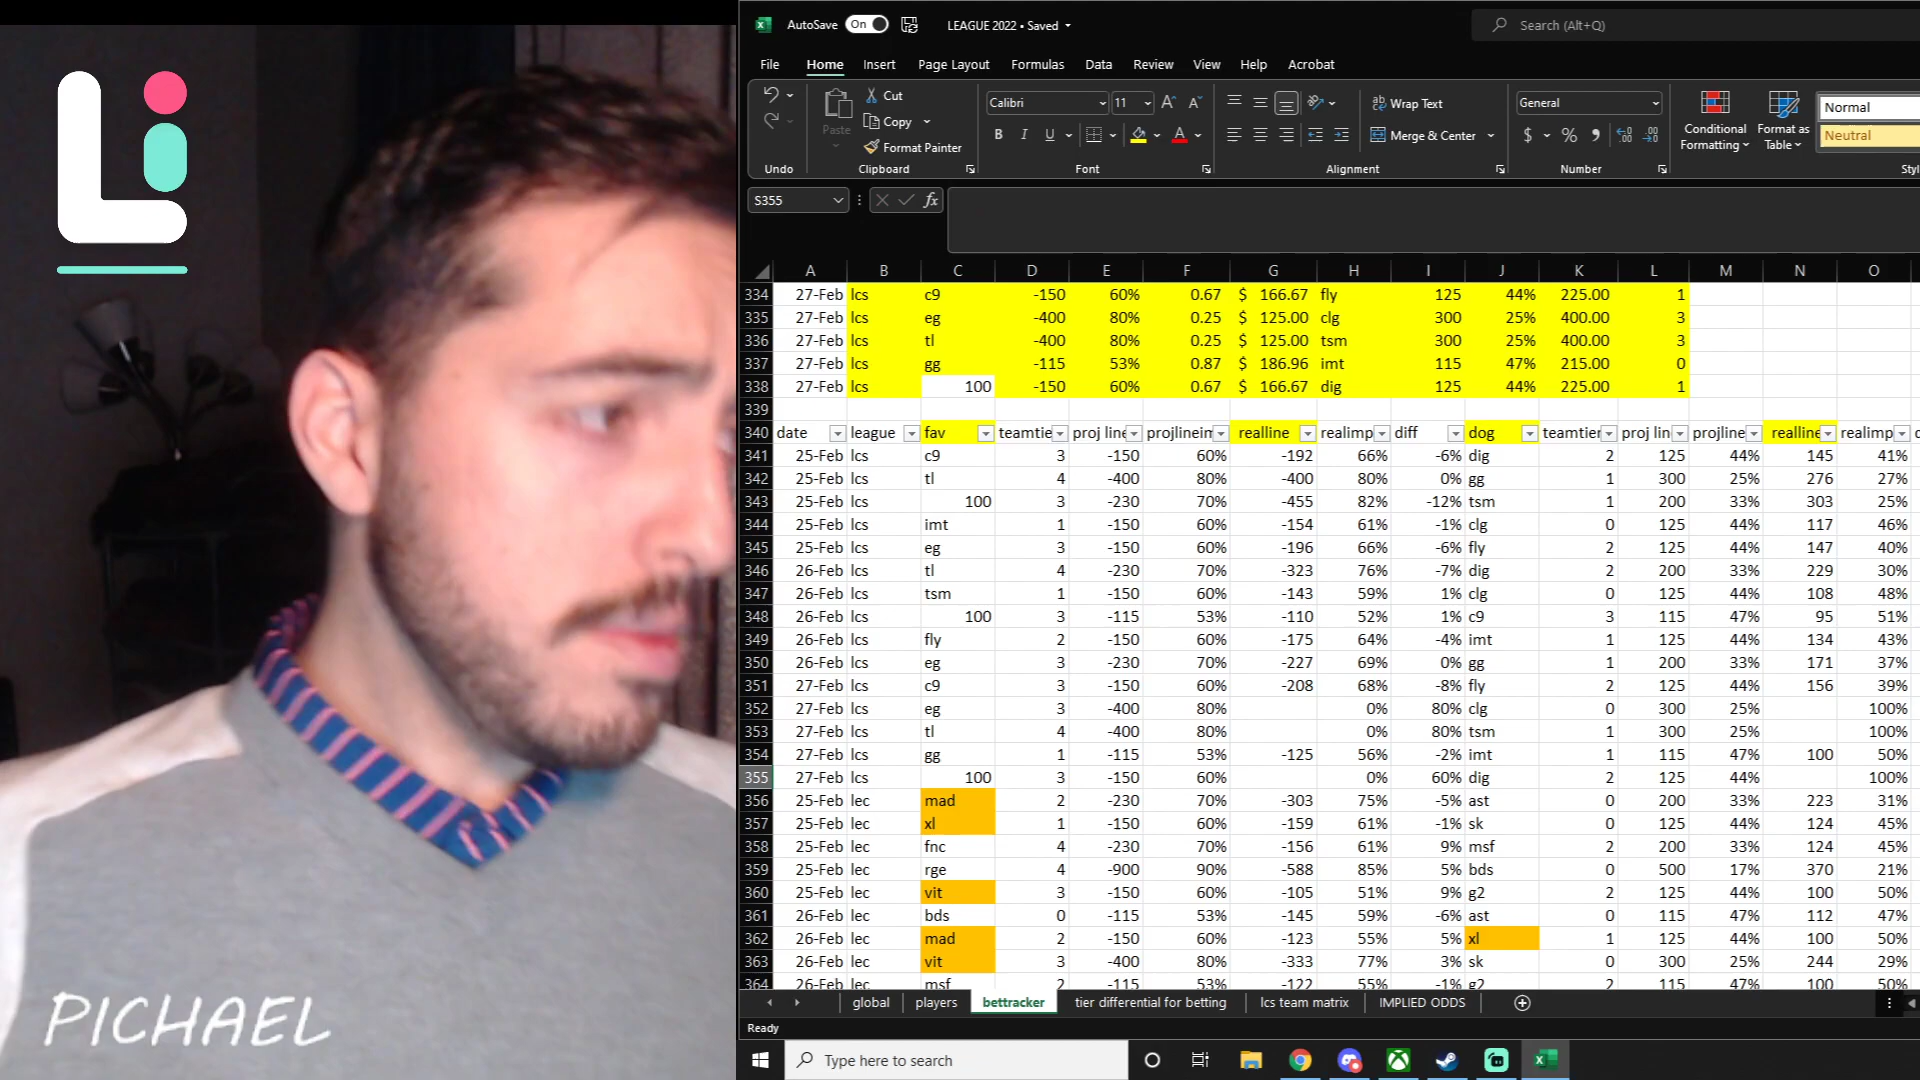 PICHAEL
AutoSave On LEAGUE 2022 • Saved Search (Alt+Q)
File Home Insert Page Layout Formulas Data Review View Help Acrobat
Paste Cut Copy Format Painter Calibri 11 Wrap Text Merge & Center General Conditional Formatting Format as Table Normal Neutral
Undo Clipboard Font Alignment Number
S355 fx
A B C D E F G H I J K L M N O
334 27-Feb lcs c9 -150 60% 0.67 $ 166.67 fly 125 44% 225.00 1
335 27-Feb lcs eg -400 80% 0.25 $ 125.00 clg 300 25% 400.00 3
336 27-Feb lcs tl -400 80% 0.25 $ 125.00 tsm 300 25% 400.00 3
337 27-Feb lcs gg -115 53% 0.87 $ 186.96 imt 115 47% 215.00 0
338 27-Feb lcs 100 -150 60% 0.67 $ 166.67 dig 125 44% 225.00 1
339
340 date league fav teamtie proj line projlinein realline realimp diff dog teamtier proj lin projline realline realimp
341 25-Feb lcs c9 3 -150 60% -192 66% -6% dig 2 125 44% 145 41%
342 25-Feb lcs tl 4 -400 80% -400 80% 0% gg 1 300 25% 276 27%
343 25-Feb lcs 100 3 -230 70% -455 82% -12% tsm 1 200 33% 303 25%
344 25-Feb lcs imt 1 -150 60% -154 61% -1% clg 0 125 44% 117 46%
345 25-Feb lcs eg 3 -150 60% -196 66% -6% fly 2 125 44% 147 40%
346 26-Feb lcs tl 4 -230 70% -323 76% -7% dig 2 200 33% 229 30%
347 26-Feb lcs tsm 1 -150 60% -143 59% 1% clg 0 125 44% 108 48%
348 26-Feb lcs 100 3 -115 53% -110 52% 1% c9 3 115 47% 95 51%
349 26-Feb lcs fly 2 -150 60% -175 64% -4% imt 1 125 44% 134 43%
350 26-Feb lcs eg 3 -230 70% -227 69% 0% gg 1 200 33% 171 37%
351 27-Feb lcs c9 3 -150 60% -208 68% -8% fly 2 125 44% 156 39%
352 27-Feb lcs eg 3 -400 80% 0% 80% clg 0 300 25% 100%
353 27-Feb lcs tl 4 -400 80% 0% 80% tsm 1 300 25% 100%
354 27-Feb lcs gg 1 -115 53% -125 56% -2% imt 1 115 47% 100 50%
355 27-Feb lcs 100 3 -150 60% 0% 60% dig 2 125 44% 100%
356 25-Feb lec mad 2 -230 70% -303 75% -5% ast 0 200 33% 223 31%
357 25-Feb lec xl 1 -150 60% -159 61% -1% sk 0 125 44% 124 45%
358 25-Feb lec fnc 4 -230 70% -156 61% 9% msf 2 200 33% 124 45%
359 25-Feb lec rge 4 -900 90% -588 85% 5% bds 0 500 17% 370 21%
360 25-Feb lec vit 3 -150 60% -105 51% 9% g2 2 125 44% 100 50%
361 26-Feb lec bds 0 -115 53% -145 59% -6% ast 0 115 47% 112 47%
362 26-Feb lec mad 2 -150 60% -123 55% 5% xl 1 125 44% 100 50%
363 26-Feb lec vit 3 -400 80% -333 77% 3% sk 0 300 25% 244 29%
364 26-Feb lec msf 2 -115 53% -122 55% -1% g2 2 115 47% 100 50%
global players bettracker tier differential for betting lcs team matrix IMPLIED ODDS
Ready
Type here to search